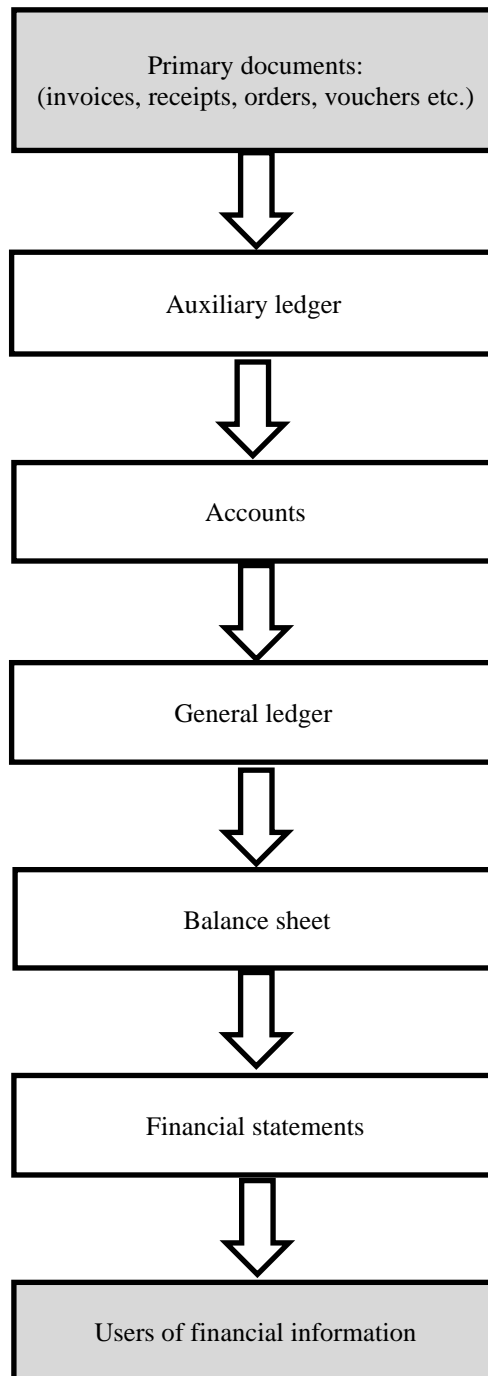 Primary documents:
(invoices, receipts, orders, vouchers etc.)
Auxiliary ledger
Accounts
General ledger
Balance sheet
Financial statements
Users of financial information